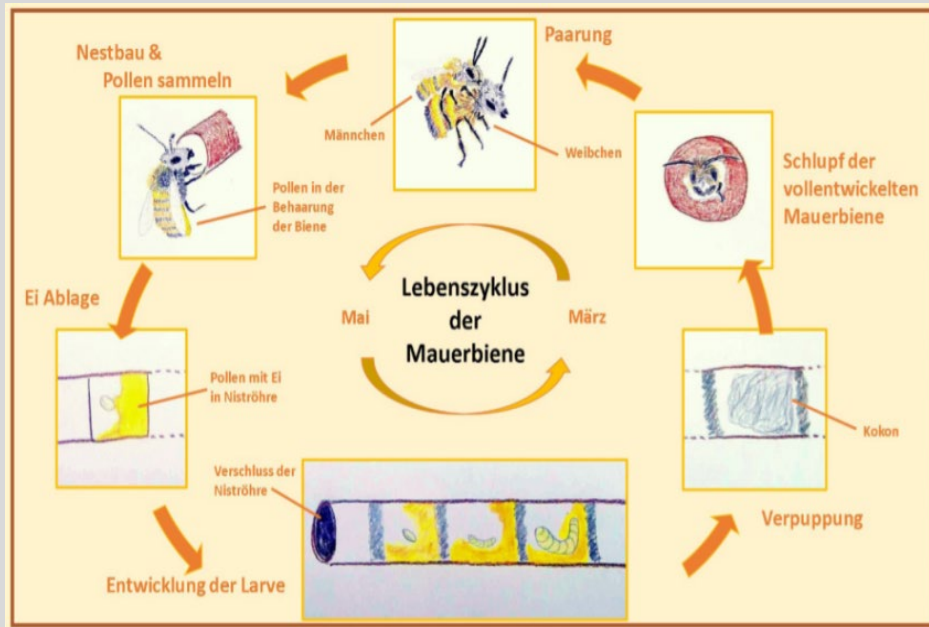 Paarung
Nestbau &
Pollen sammeln
Männchen
Weibchen
Schlupf der
vollentwickelten
Mauerbiene
Pollen in der
Behaarung
der Biene
Ei Ablage
Lebenszyklus
der
Mauerbiene
Mai
März
Pollen mit Ei
in Niströhre
Kokon
Verschluss der
Niströhre
Verpuppung
Entwicklung der Larve